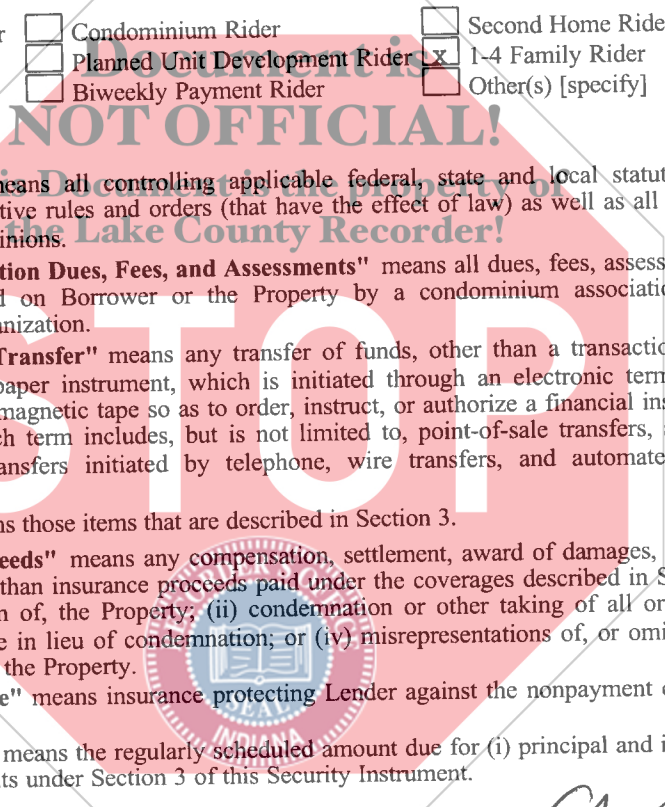 r ☐ Condominium Rider ☐ Second Home Ride
☐ Planned Unit Development Rider ☒ 1-4 Family Rider
☐ Biweekly Payment Rider ☐ Other(s) [specify]
Document is
NOT OFFICIAL!
This Document is the property of
the Lake County Recorder!
means all controlling applicable federal, state and local statut
tive rules and orders (that have the effect of law) as well as all
inions.
tion Dues, Fees, and Assessments" means all dues, fees, assess
d on Borrower or the Property by a condominium associatio
anization.
Transfer" means any transfer of funds, other than a transactio
paper instrument, which is initiated through an electronic term
magnetic tape so as to order, instruct, or authorize a financial ins
ch term includes, but is not limited to, point-of-sale transfers,
ansfers initiated by telephone, wire transfers, and automate
STOP
ns those items that are described in Section 3.
eeds" means any compensation, settlement, award of damages,
than insurance proceeds paid under the coverages described in S
n of, the Property; (ii) condemnation or other taking of all or
e in lieu of condemnation; or (iv) misrepresentations of, or omi
the Property.
e" means insurance protecting Lender against the nonpayment o
means the regularly scheduled amount due for (i) principal and i
nts under Section 3 of this Security Instrument.
SEAL
INDIANA